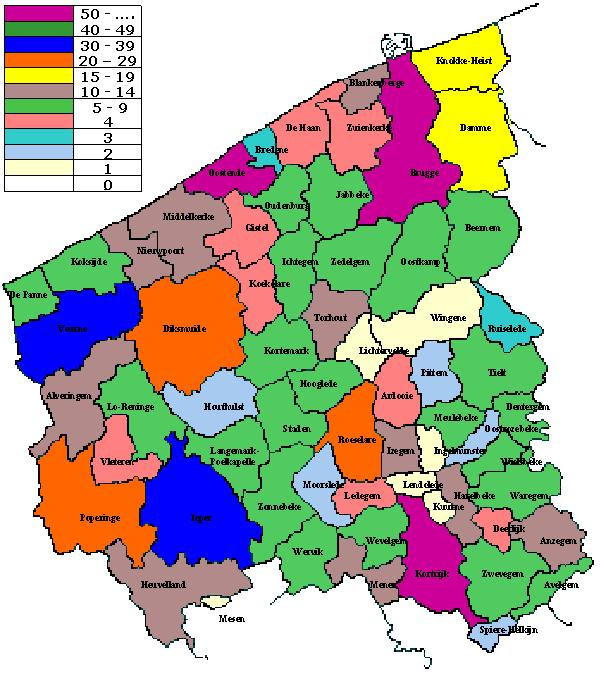 50 - ....
40 - 49
30 - 39
20 - 29
15 - 19
10 - 14
5 - 9
4
3
2
1
0
Knokke-Heist
Blankenberge
De Haan
Zuienkerke
Damme
Bredene
Brugge
Oostende
Jabbeke
Oudenburg
Middelkerke
Gistel
Beernem
Nieuwpoort
Koksijde
Ichtegem
Zedelgem
Oostkamp
Koekelare
De Panne
Torhout
Wingene
Veurne
Diksmuide
Ruiselede
Kortemark
Lichtervelde
Pittem
Tielt
Hooglede
Alveringem
Ardooie
Lo-Reninge
Houthulst
Dentergem
Meulebeke
Staden
Oostrozebeke
Roeselare
Langemark-
Poelkapelle
Izegem
Ingelmunster
Vleteren
Wielsbeke
Moorslede
Lendelede
Ledegem
Harelbeke
Waregem
Zonnebeke
Kuurne
Poperinge
Ieper
Deerlijk
Wevelgem
Anzegem
Wervik
Kortrijk
Zwevegem
Heuvelland
Menen
Avelgem
Mesen
Spiere-Helkijn